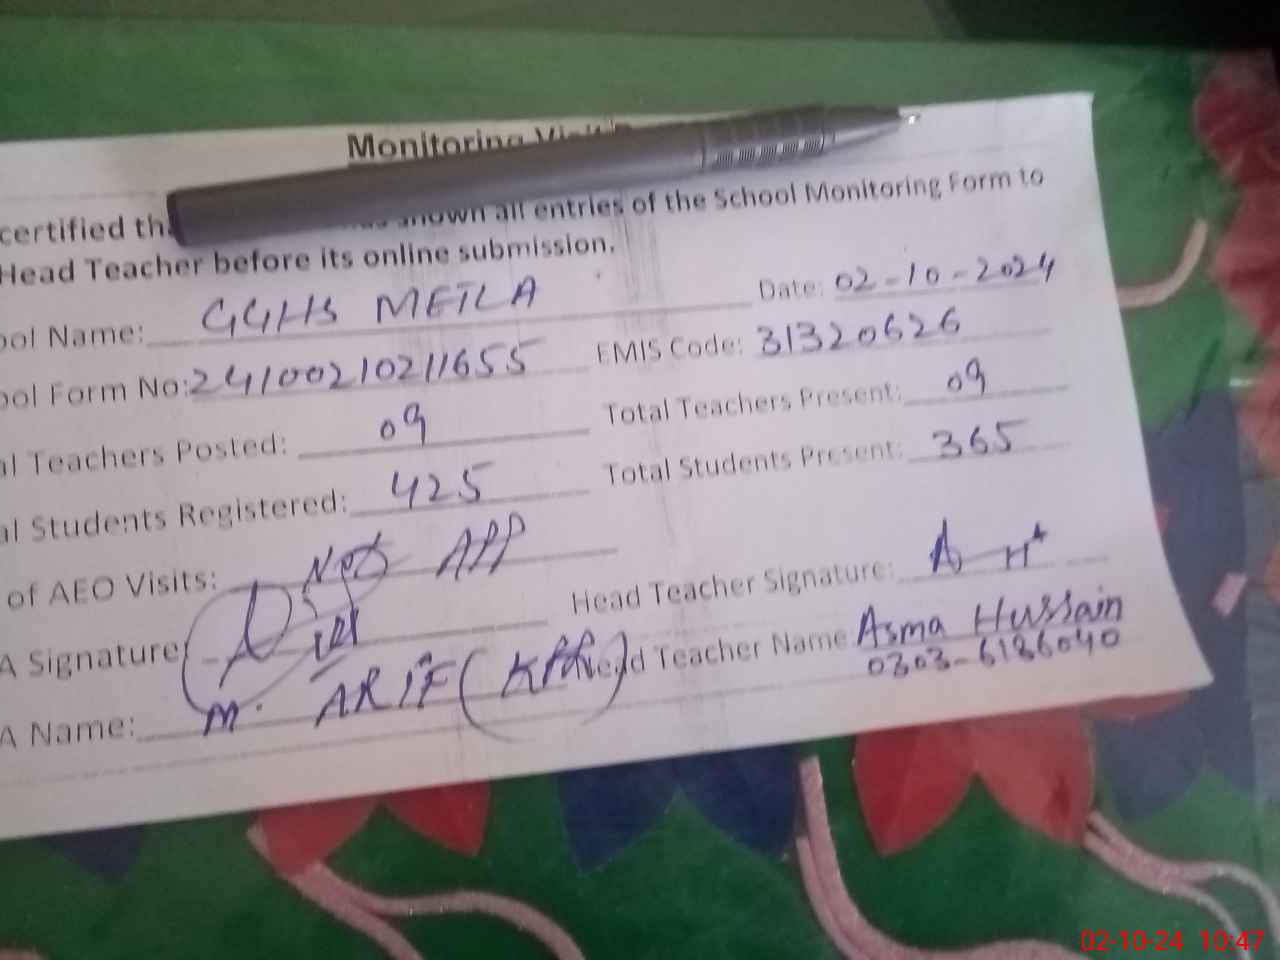 Monitoring Visit
certified tha shown all entries of the School Monitoring Form to
Head Teacher before its online submission.
ool Name: GGHS METLA Date: 02-10-2024
ool Form No: 24100210211655 EMIS Code: 31320626
al Teachers Posted: 09 Total Teachers Present: 09
al Students Registered: 425 Total Students Present: 365
of AEO Visits: Not APP
A Signature: Head Teacher Signature: A H
A Name: M. ARIF Head Teacher Name: Asma Hussain
0303-6186040
02-10-24 10:47